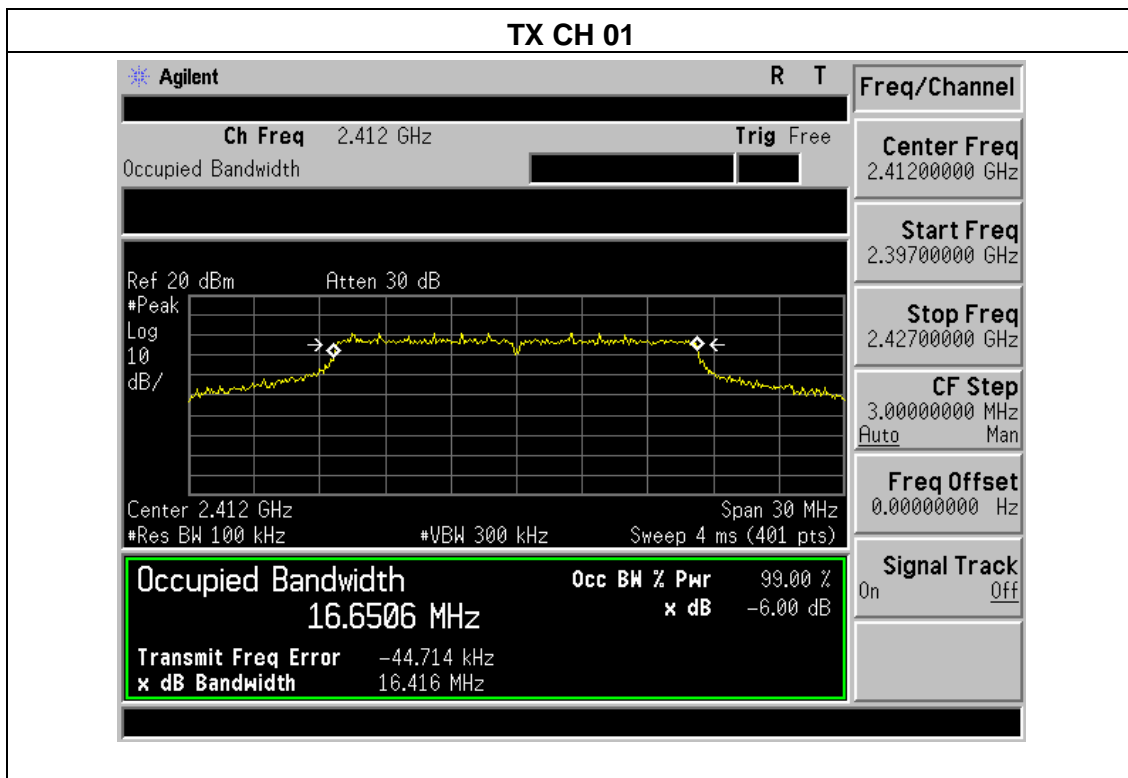 TX CH 01
Agilent R T
Ch Freq 2.412 GHz Trig Free
Occupied Bandwidth
Ref 20 dBm Atten 30 dB
#Peak
Log
10
dB/
Center 2.412 GHz Span 30 MHz
#Res BW 100 kHz #VBW 300 kHz Sweep 4 ms (401 pts)
Occupied Bandwidth
16.6506 MHz
Occ BW % Pwr 99.00 %
x dB -6.00 dB
Transmit Freq Error -44.714 kHz
x dB Bandwidth 16.416 MHz
Freq/Channel
Center Freq
2.41200000 GHz
Start Freq
2.39700000 GHz
Stop Freq
2.42700000 GHz
CF Step
3.00000000 MHz
Auto Man
Freq Offset
0.00000000 Hz
Signal Track
On Off